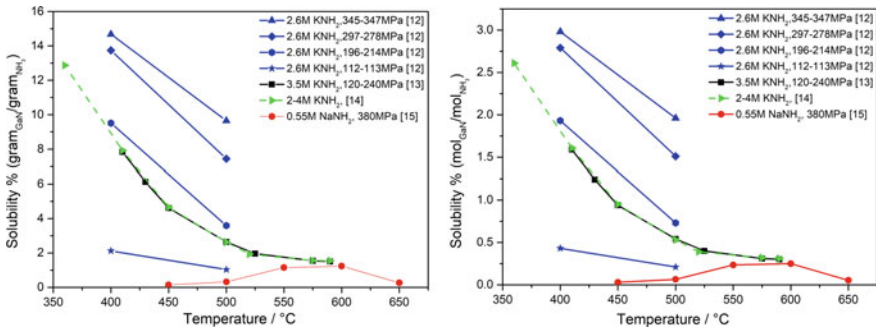 Solubility % (gram_GaN/gram_NH3)
16
14
12
10
8
6
4
2
0
350 400 450 500 550 600 650
Temperature / °C
2.6M KNH2,345-347MPa [12]
2.6M KNH2,297-278MPa [12]
2.6M KNH2,196-214MPa [12]
2.6M KNH2,112-113MPa [12]
3.5M KNH2,120-240MPa [13]
2-4M KNH2, [14]
0.55M NaNH2, 380MPa [15]
Solubility % (mol_GaN/mol_NH3)
3.0
2.5
2.0
1.5
1.0
0.5
0.0
350 400 450 500 550 600 650
Temperature / °C
2.6M KNH2,345-347MPa [12]
2.6M KNH2,297-278MPa [12]
2.6M KNH2,196-214MPa [12]
2.6M KNH2,112-113MPa [12]
3.5M KNH2,120-240MPa [13]
2-4M KNH2, [14]
0.55M NaNH2, 380MPa [15]